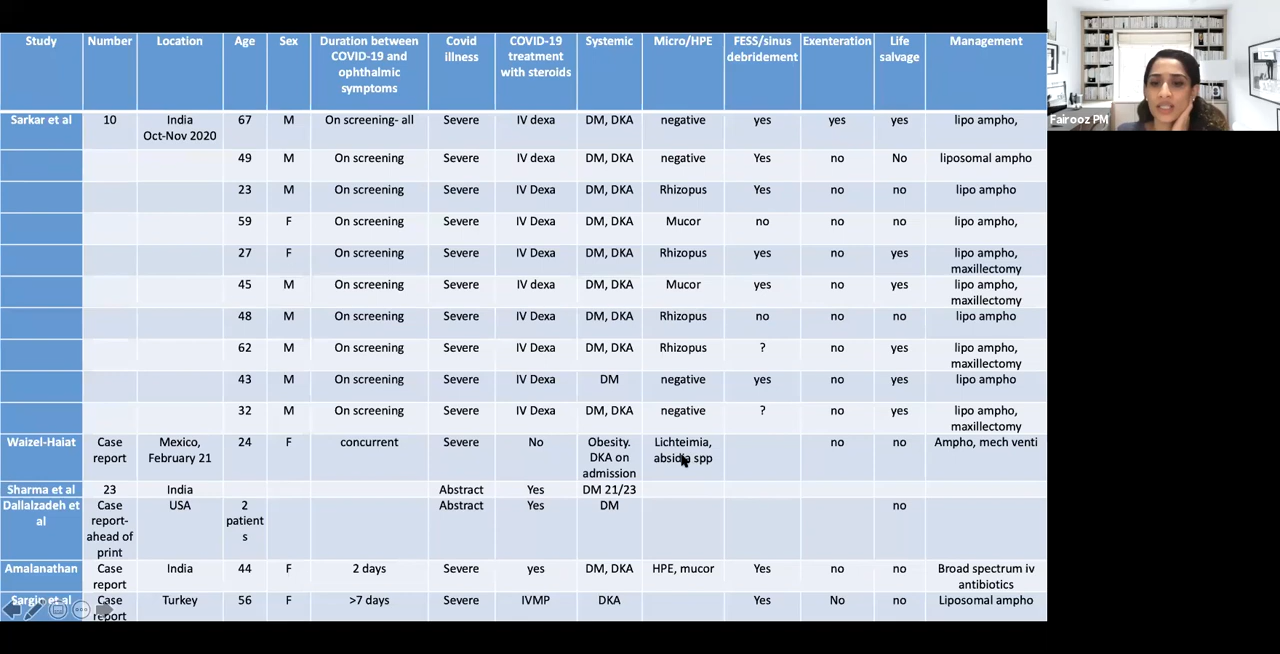 Study Number Location Age Sex Duration between COVID-19 and ophthalmic symptoms Covid illness COVID-19 treatment with steroids Systemic Micro/HPE FESS/sinus debridement Exenteration Life salvage Management
Sarkar et al 10 India Oct-Nov 2020 67 M On screening- all Severe IV dexa DM, DKA negative yes yes yes lipo ampho,
49 M On screening Severe IV dexa DM, DKA negative Yes no No liposomal ampho
23 M On screening Severe IV Dexa DM, DKA Rhizopus Yes no no lipo ampho
59 F On screening Severe IV Dexa DM, DKA Mucor no no no lipo ampho,
27 F On screening Severe IV Dexa DM, DKA Rhizopus yes no yes lipo ampho, maxillectomy
45 M On screening Severe IV dexa DM, DKA Mucor yes no yes lipo ampho, maxillectomy
48 M On screening Severe IV Dexa DM, DKA Rhizopus no no no lipo ampho
62 M On screening Severe IV Dexa DM, DKA Rhizopus ? no yes lipo ampho, maxillectomy
43 M On screening Severe IV Dexa DM negative yes no yes lipo ampho
32 M On screening Severe IV Dexa DM, DKA negative ? no yes lipo ampho, maxillectomy
Waizel-Haiat Case report Mexico, February 21 24 F concurrent Severe No Obesity. DKA on admission Lichteimia, absidia spp no no Ampho, mech venti
Sharma et al 23 India Abstract Yes DM 21/23
Dallalzadeh et al Case report- ahead of print USA 2 patients Abstract Yes DM no
Amalanathan Case report India 44 F 2 days Severe yes DM, DKA HPE, mucor Yes no no Broad spectrum iv antibiotics
et al Case report Turkey 56 F >7 days Severe IVMP DKA Yes No no Liposomal ampho
Fairooz PM